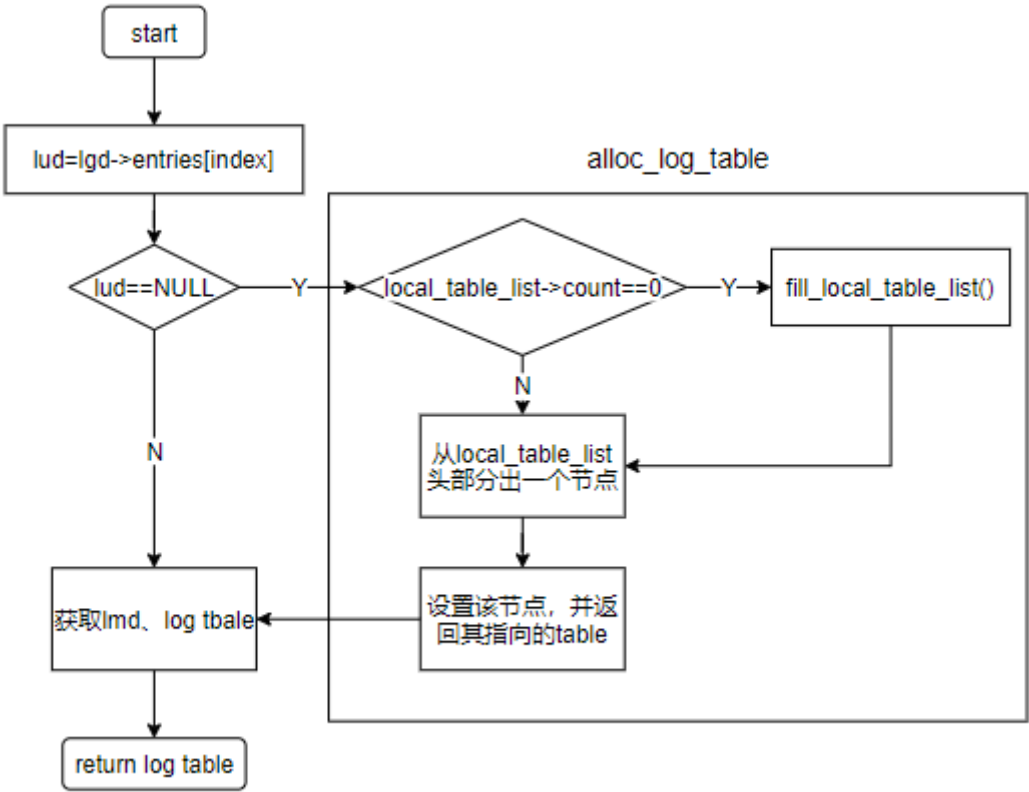 start
lud=lgd->entries[index]
alloc_log_table
lud==NULL
Y
local_table_list->count==0
Y
fill_local_table_list()
N
N
从local_table_list
头部分出一个节点
设置该节点，并返
回其指向的table
获取lmd、log tbale
return log table